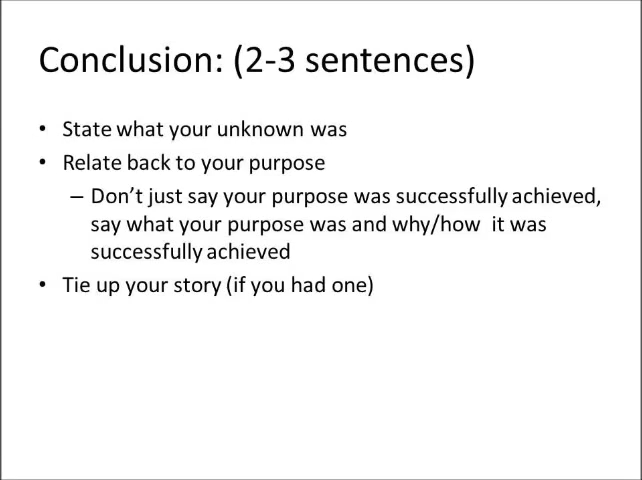 Conclusion: (2-3 sentences)
• State what your unknown was
• Relate back to your purpose
– Don't just say your purpose was successfully achieved,
say what your purpose was and why/how it was
successfully achieved
• Tie up your story (if you had one)